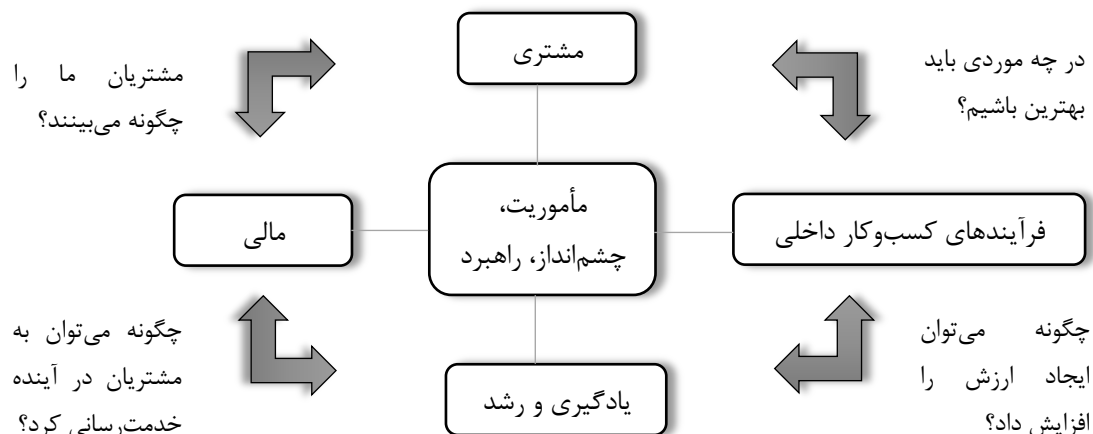 مشتری
در چه موردی باید
بهترین باشیم؟
مشتریان ما را
چگونه می‌بینند؟
فرآیندهای کسب‌وکار داخلی
مأموریت،
چشم‌انداز، راهبرد
مالی
چگونه می‌توان
ایجاد ارزش را
افزایش داد؟
یادگیری و رشد
چگونه می‌توان به
مشتریان در آینده
خدمت‌رسانی کرد؟